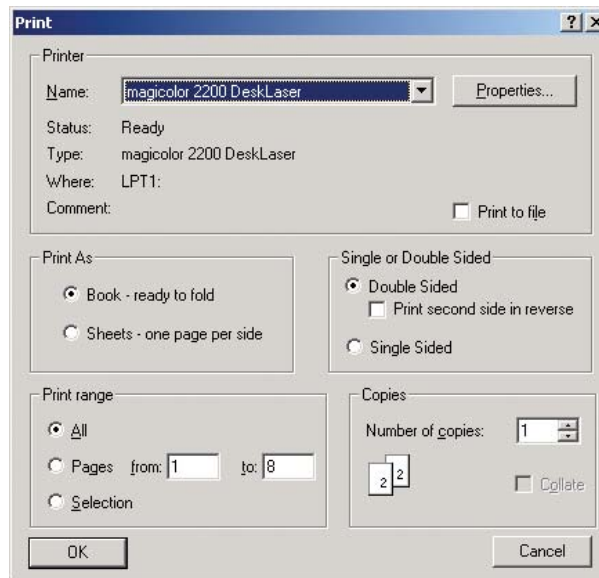 Print
Printer
Name: magicolor 2200 DeskLaser Properties...
Status: Ready
Type: magicolor 2200 DeskLaser
Where: LPT1:
Comment: Print to file
Print As
Book - ready to fold
Sheets - one page per side
Single or Double Sided
Double Sided
Print second side in reverse
Single Sided
Print range
All
Pages from: 1 to: 8
Selection
Copies
Number of copies: 1
2 2
Collate
OK Cancel